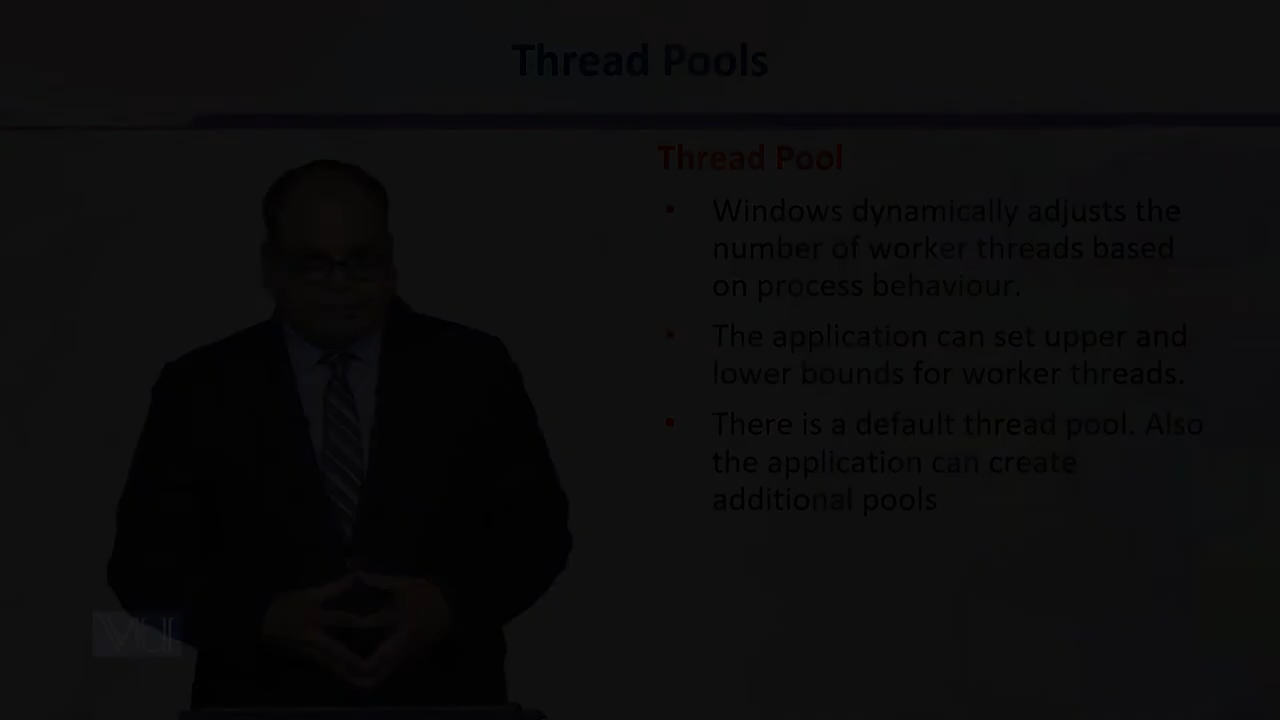 Thread Pools
Thread Pool
• Windows dynamically adjusts the
number of worker threads based
on process behaviour.
• The application can set upper and
lower bounds for worker threads.
• There is a default thread pool. Also
the application can create
additional pools
VU